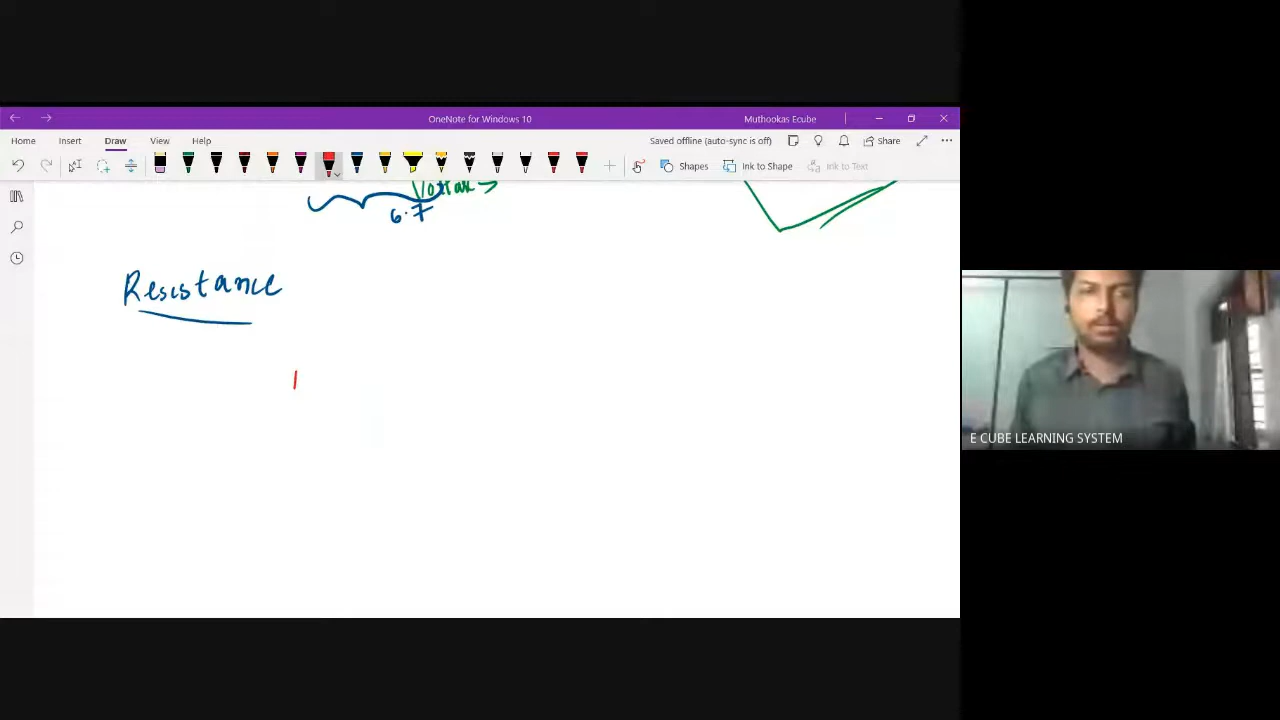 OneNote for Windows 10
Muthookas Ecube
Home Insert Draw View Help
Saved offline (auto-sync is off)
Share
Shapes
Ink to Shape
Ink to Text
6.7
Resistance
E CUBE LEARNING SYSTEM